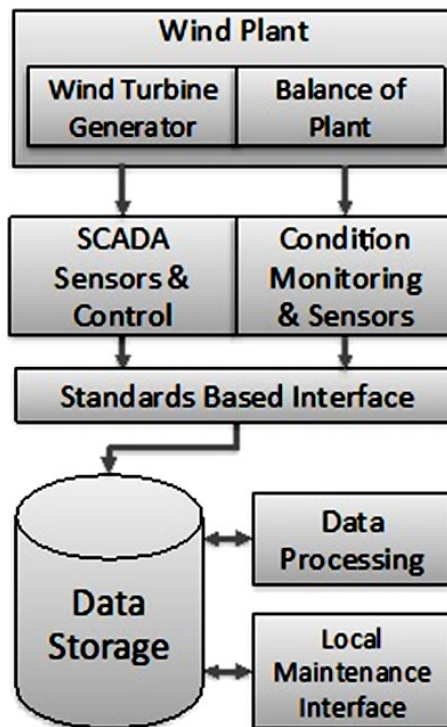 Wind Plant
Wind Turbine
Generator
Balance of
Plant
SCADA
Sensors &
Control
Condition
Monitoring
& Sensors
Standards Based Interface
Data
Storage
Data
Processing
Local
Maintenance
Interface